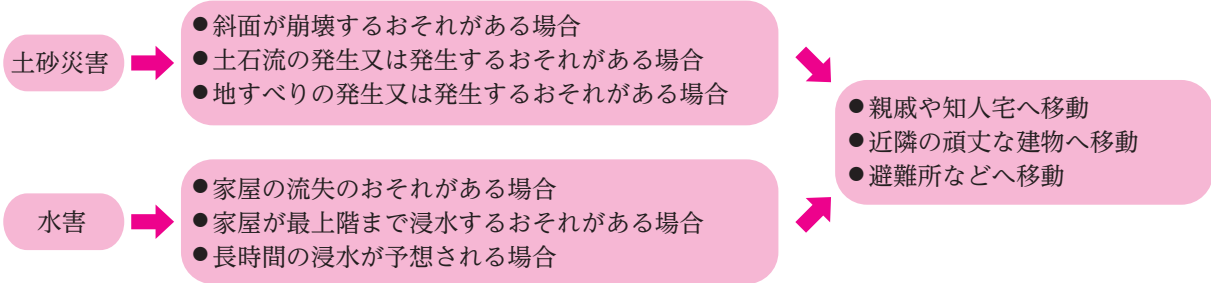 土砂災害
●斜面が崩壊するおそれがある場合
●土石流の発生又は発生するおそれがある場合
●地すべりの発生又は発生するおそれがある場合
水害
●家屋の流失のおそれがある場合
●家屋が最上階まで浸水するおそれがある場合
●長時間の浸水が予想される場合
●親戚や知人宅へ移動
●近隣の頑丈な建物へ移動
●避難所などへ移動